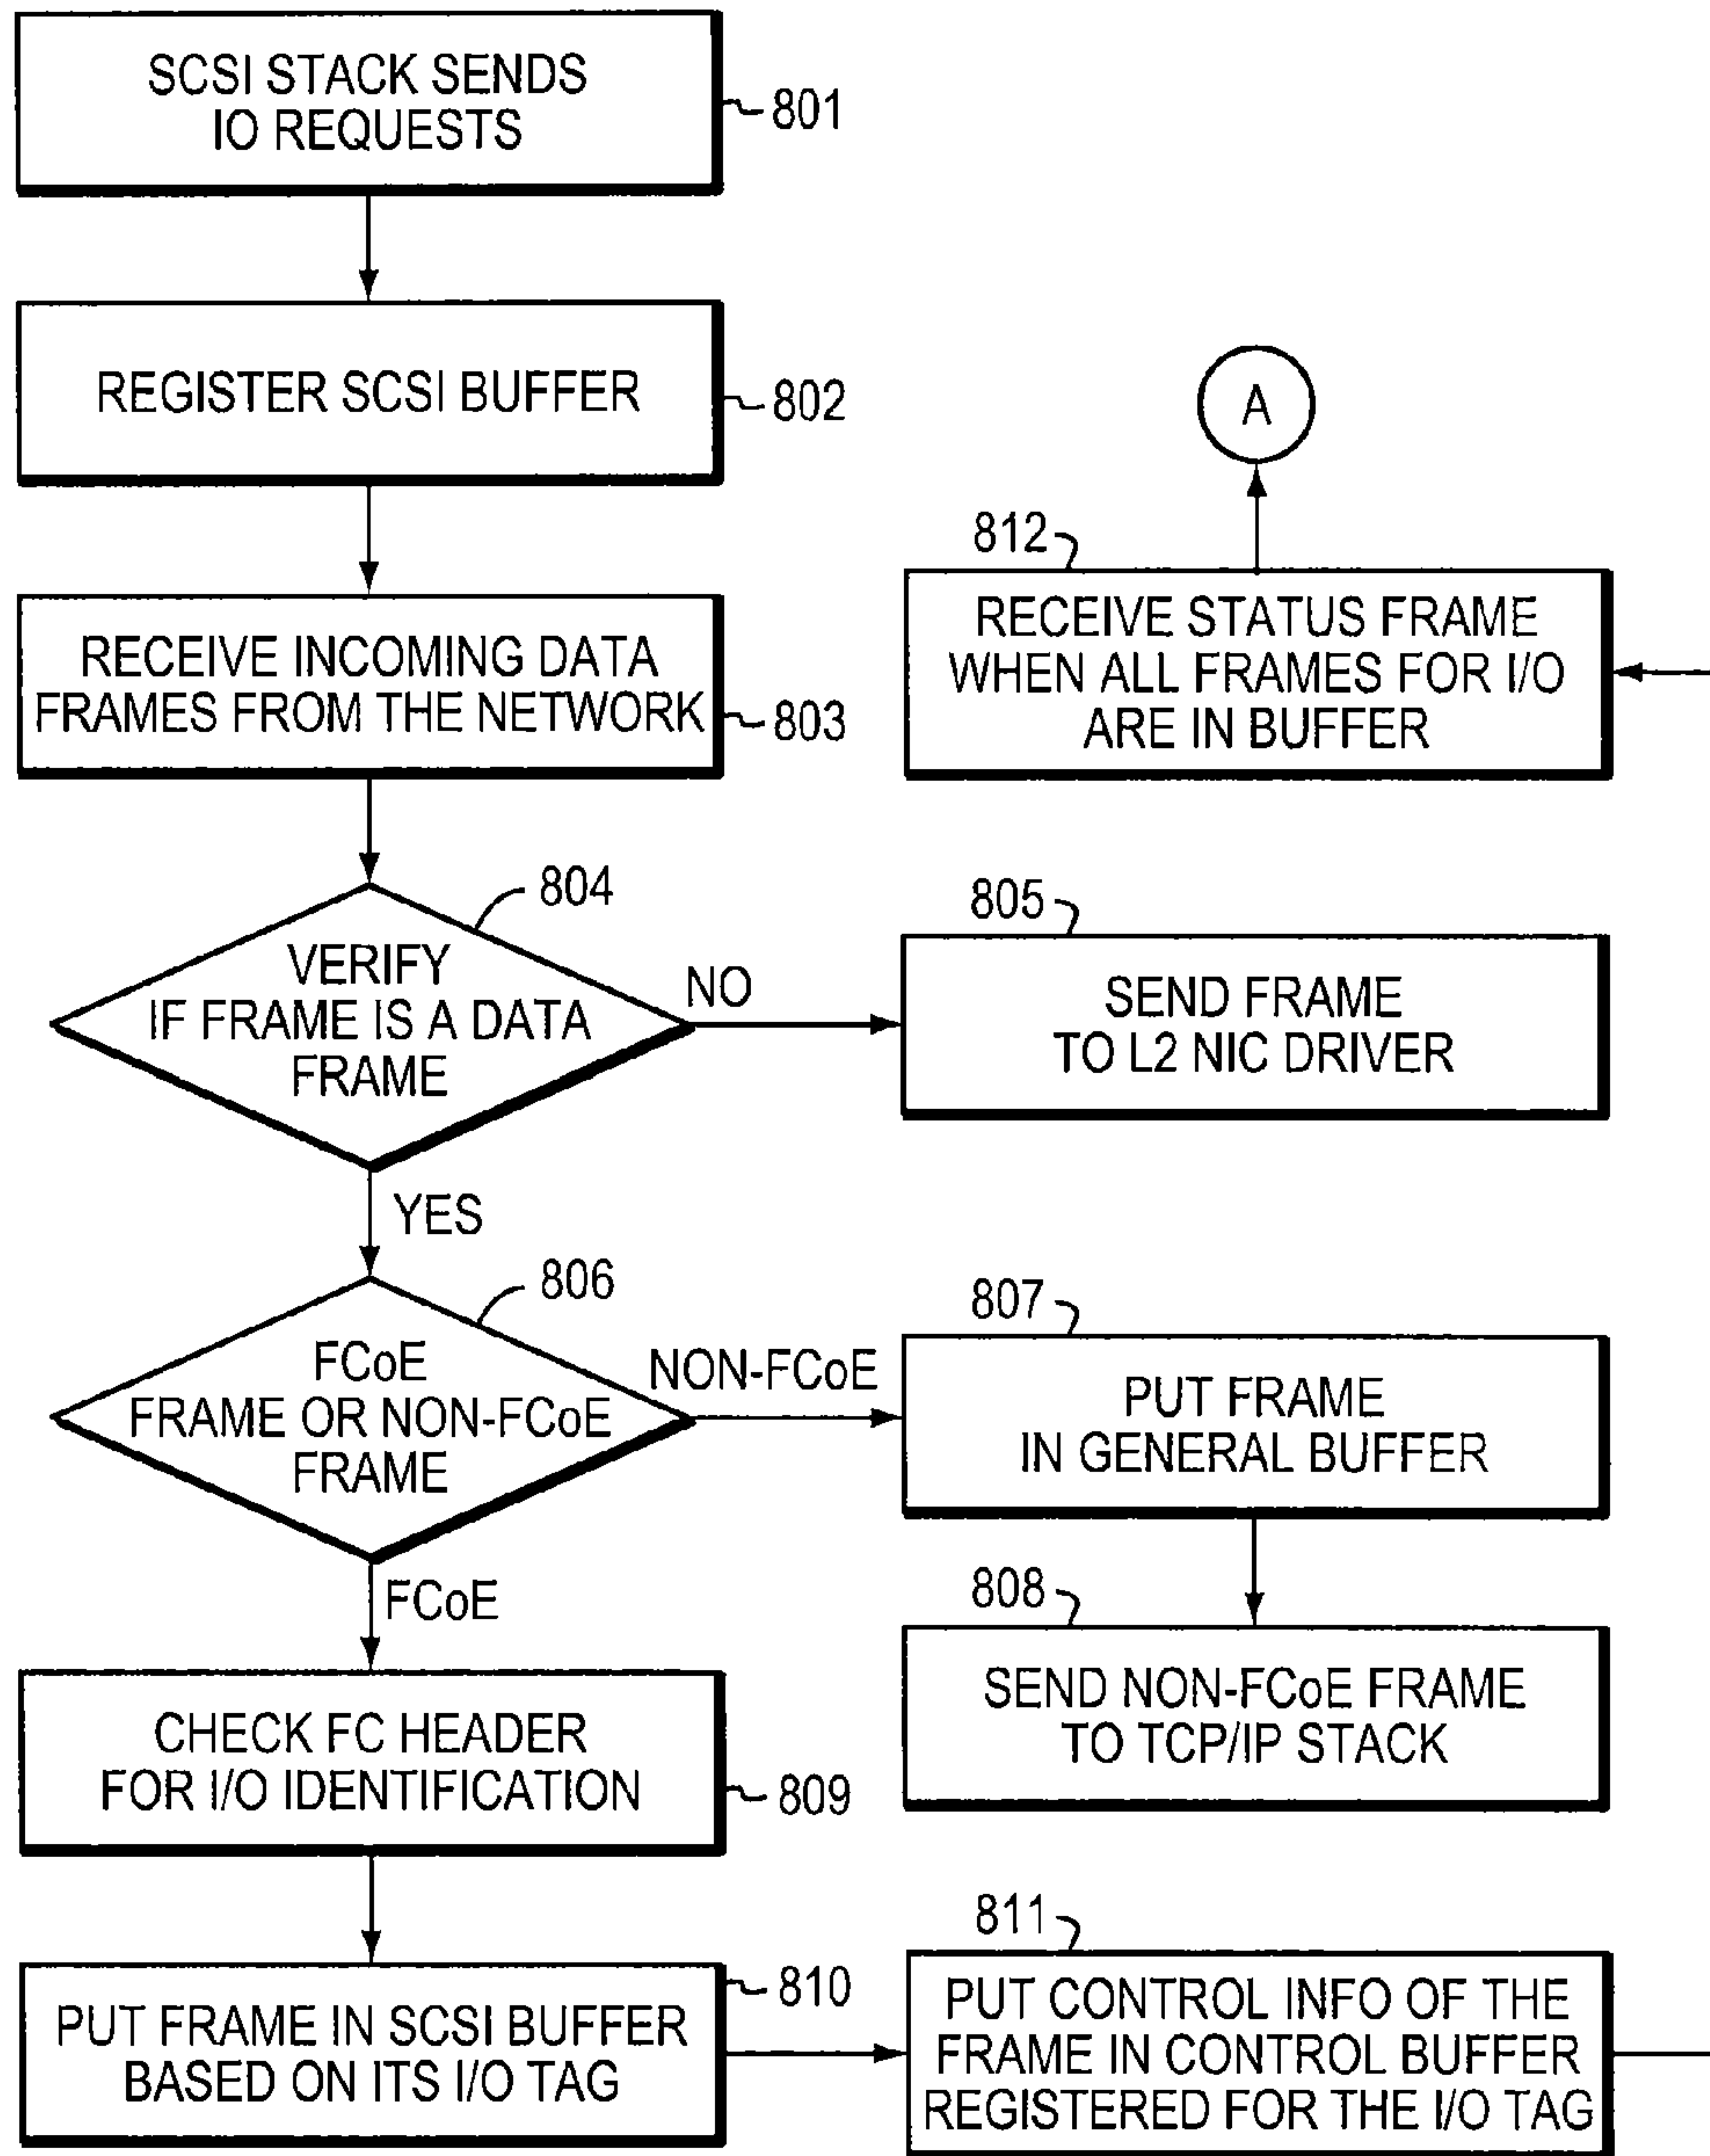 SCSI STACK SENDS
IO REQUESTS
801
REGISTER SCSI BUFFER
802
RECEIVE INCOMING DATA
FRAMES FROM THE NETWORK
803
804
VERIFY
IF FRAME IS A DATA
FRAME
NO
805
SEND FRAME
TO L2 NIC DRIVER
YES
806
FCoE
FRAME OR NON-FCoE
FRAME
NON-FCoE
807
PUT FRAME
IN GENERAL BUFFER
808
SEND NON-FCoE FRAME
TO TCP/IP STACK
FCoE
CHECK FC HEADER
FOR I/O IDENTIFICATION
809
PUT FRAME IN SCSI BUFFER
BASED ON ITS I/O TAG
810
811
PUT CONTROL INFO OF THE
FRAME IN CONTROL BUFFER
REGISTERED FOR THE I/O TAG
812
RECEIVE STATUS FRAME
WHEN ALL FRAMES FOR I/O
ARE IN BUFFER
A